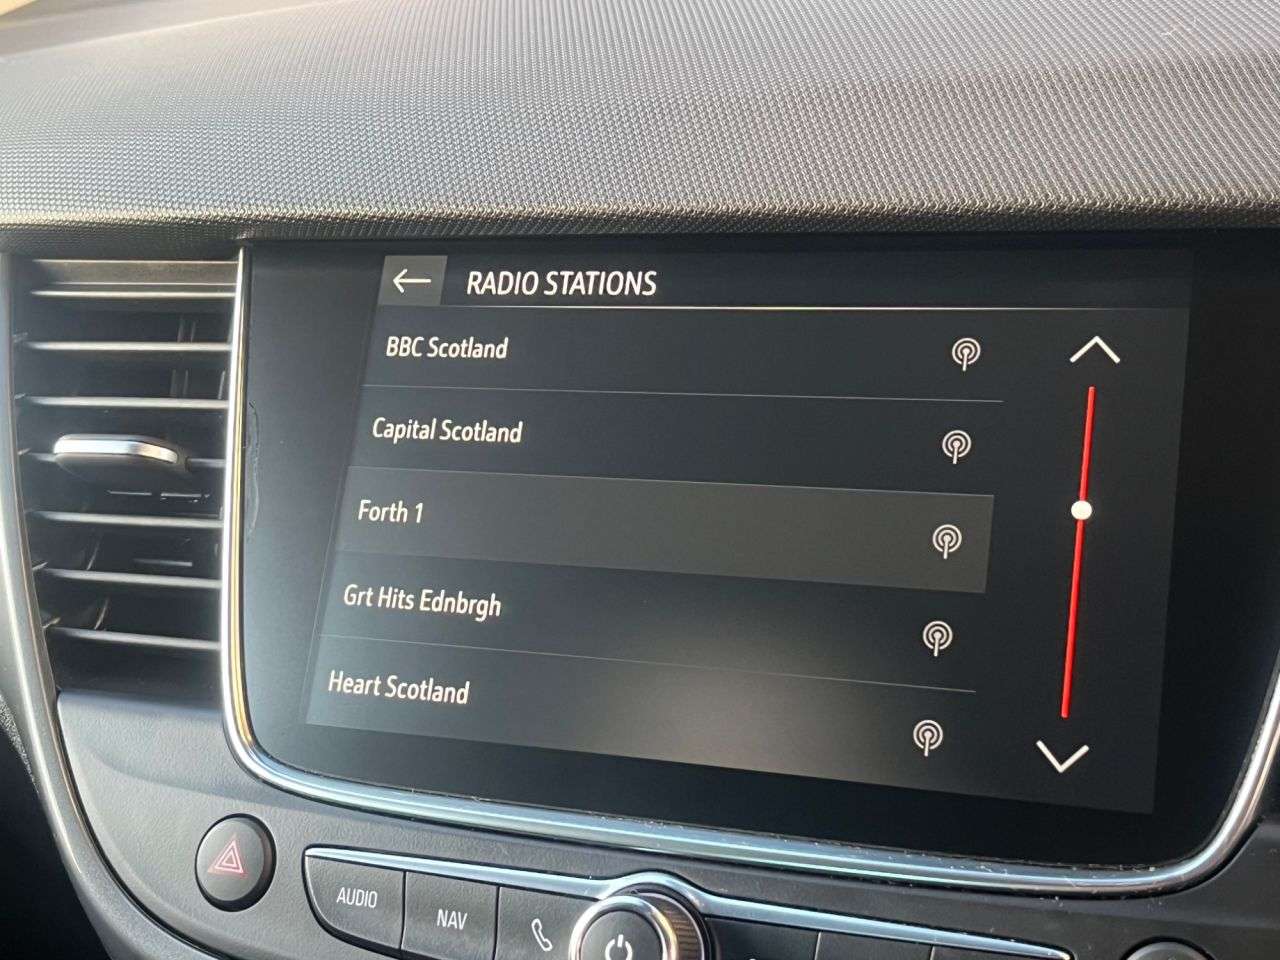 RADIO STATIONS
BBC Scotland
Capital Scotland
Forth 1
Grt Hits Ednbrgh
Heart Scotland
AUDIO
NAV